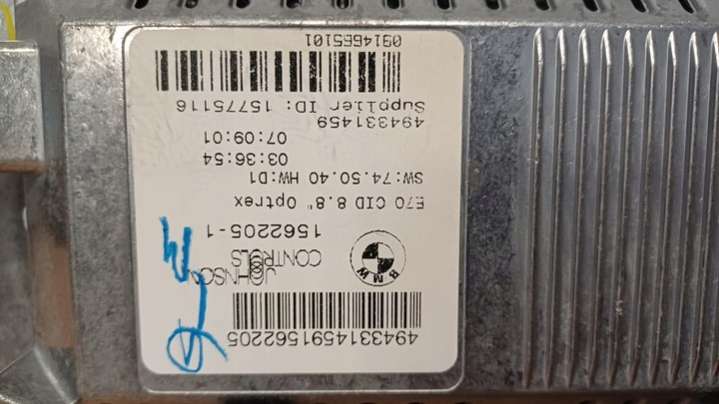 4943314591562205
JOHNSON
CONTROLS
BMW
1562205-1
E70 CID 8.8" Optrex
SW:74.50.40 HW:D1
03:36:54
07:09:01
494331459
Supplier ID: 15775116
0914655101